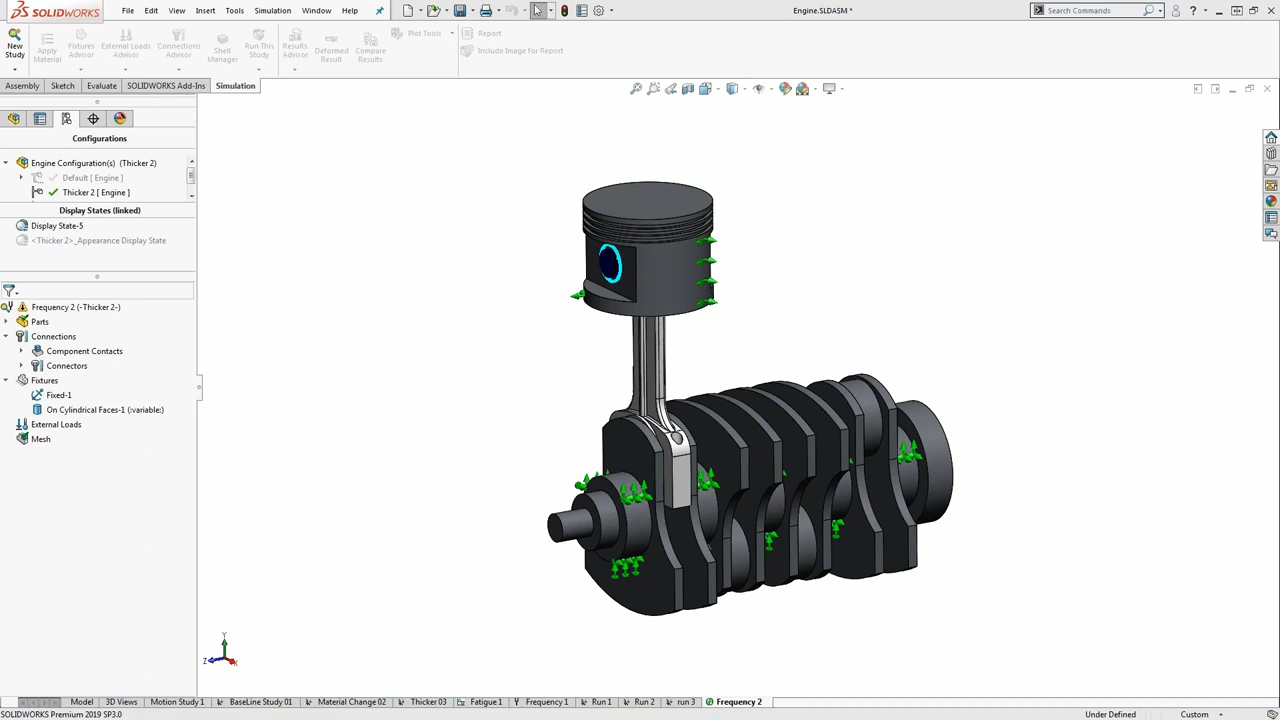 SOLIDWORKS
File Edit View Insert Tools Simulation Window Help
Engine.SLDASM *
Search Commands
New Study
Apply Material
Fixtures Advisor
External Loads Advisor
Connections Advisor
Shell Manager
Run This Study
Results Advisor
Deformed Result
Compare Results
Plot Tools
Report
Include Image for Report
Assembly Sketch Evaluate SOLIDWORKS Add-Ins Simulation
Configurations
Engine Configuration(s) (Thicker 2)
Default [ Engine ]
Thicker 2 [ Engine ]
Display States (linked)
Display State-5
<Thicker 2>_Appearance Display State
Frequency 2 (-Thicker 2-)
Parts
Connections
Component Contacts
Connectors
Fixtures
Fixed-1
On Cylindrical Faces-1 (:variable:)
External Loads
Mesh
Y
Z
X
Model 3D Views Motion Study 1 BaseLine Study 01 Material Change 02 Thicker 03 Fatigue 1 Frequency 1 Run 1 Run 2 run 3 Frequency 2
SOLIDWORKS Premium 2019 SP3.0
Under Defined
Custom